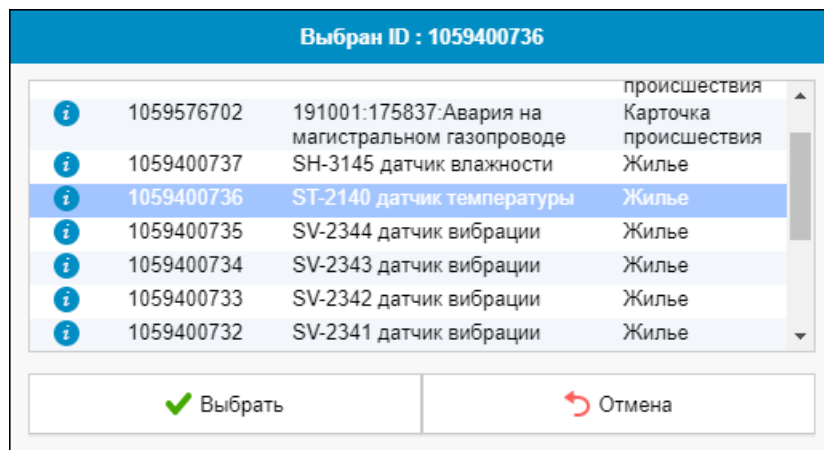 Выбран ID : 1059400736
происшествия
1059576702 191001:175837:Авария на Карточка
магистральном газопроводе происшествия
1059400737 SH-3145 датчик влажности Жилье
1059400736 ST-2140 датчик температуры Жилье
1059400735 SV-2344 датчик вибрации Жилье
1059400734 SV-2343 датчик вибрации Жилье
1059400733 SV-2342 датчик вибрации Жилье
1059400732 SV-2341 датчик вибрации Жилье
Выбрать Отмена